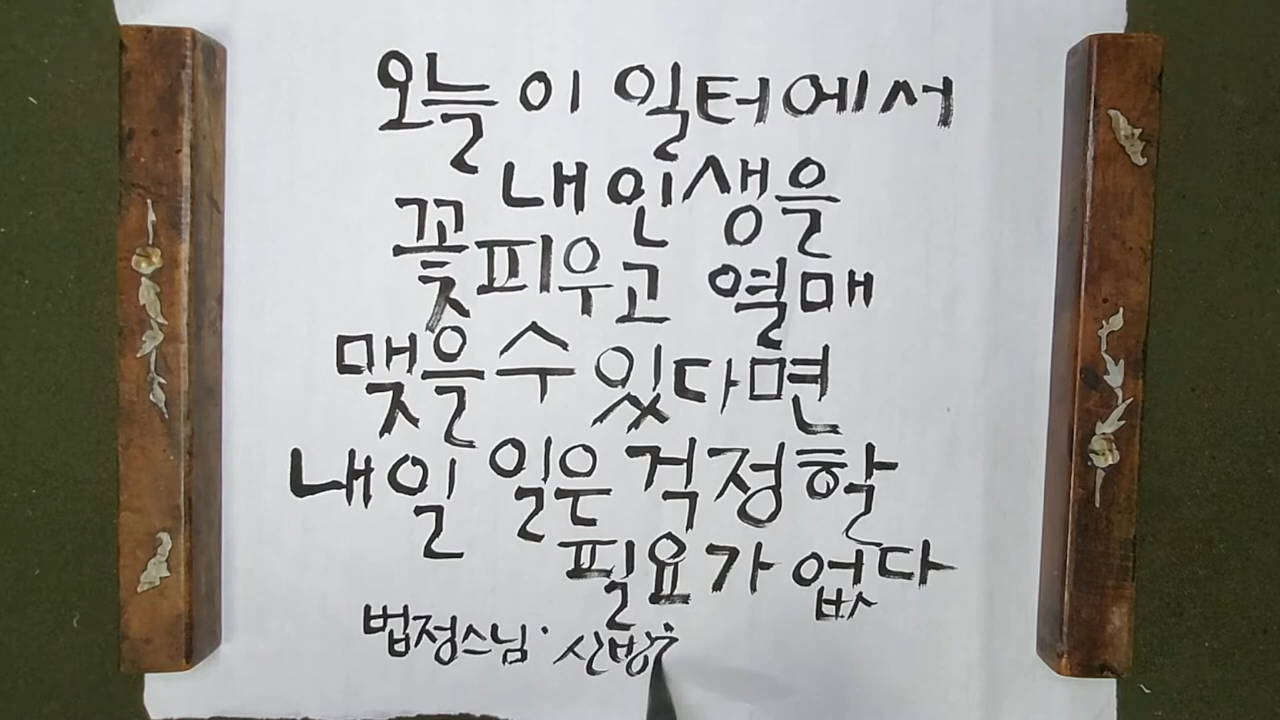 오늘 이 일터에서
내 인생을
꽃피우고 열매
맺을 수 있다면
내일 일은 걱정할
필요가 없다
법정스님·산방